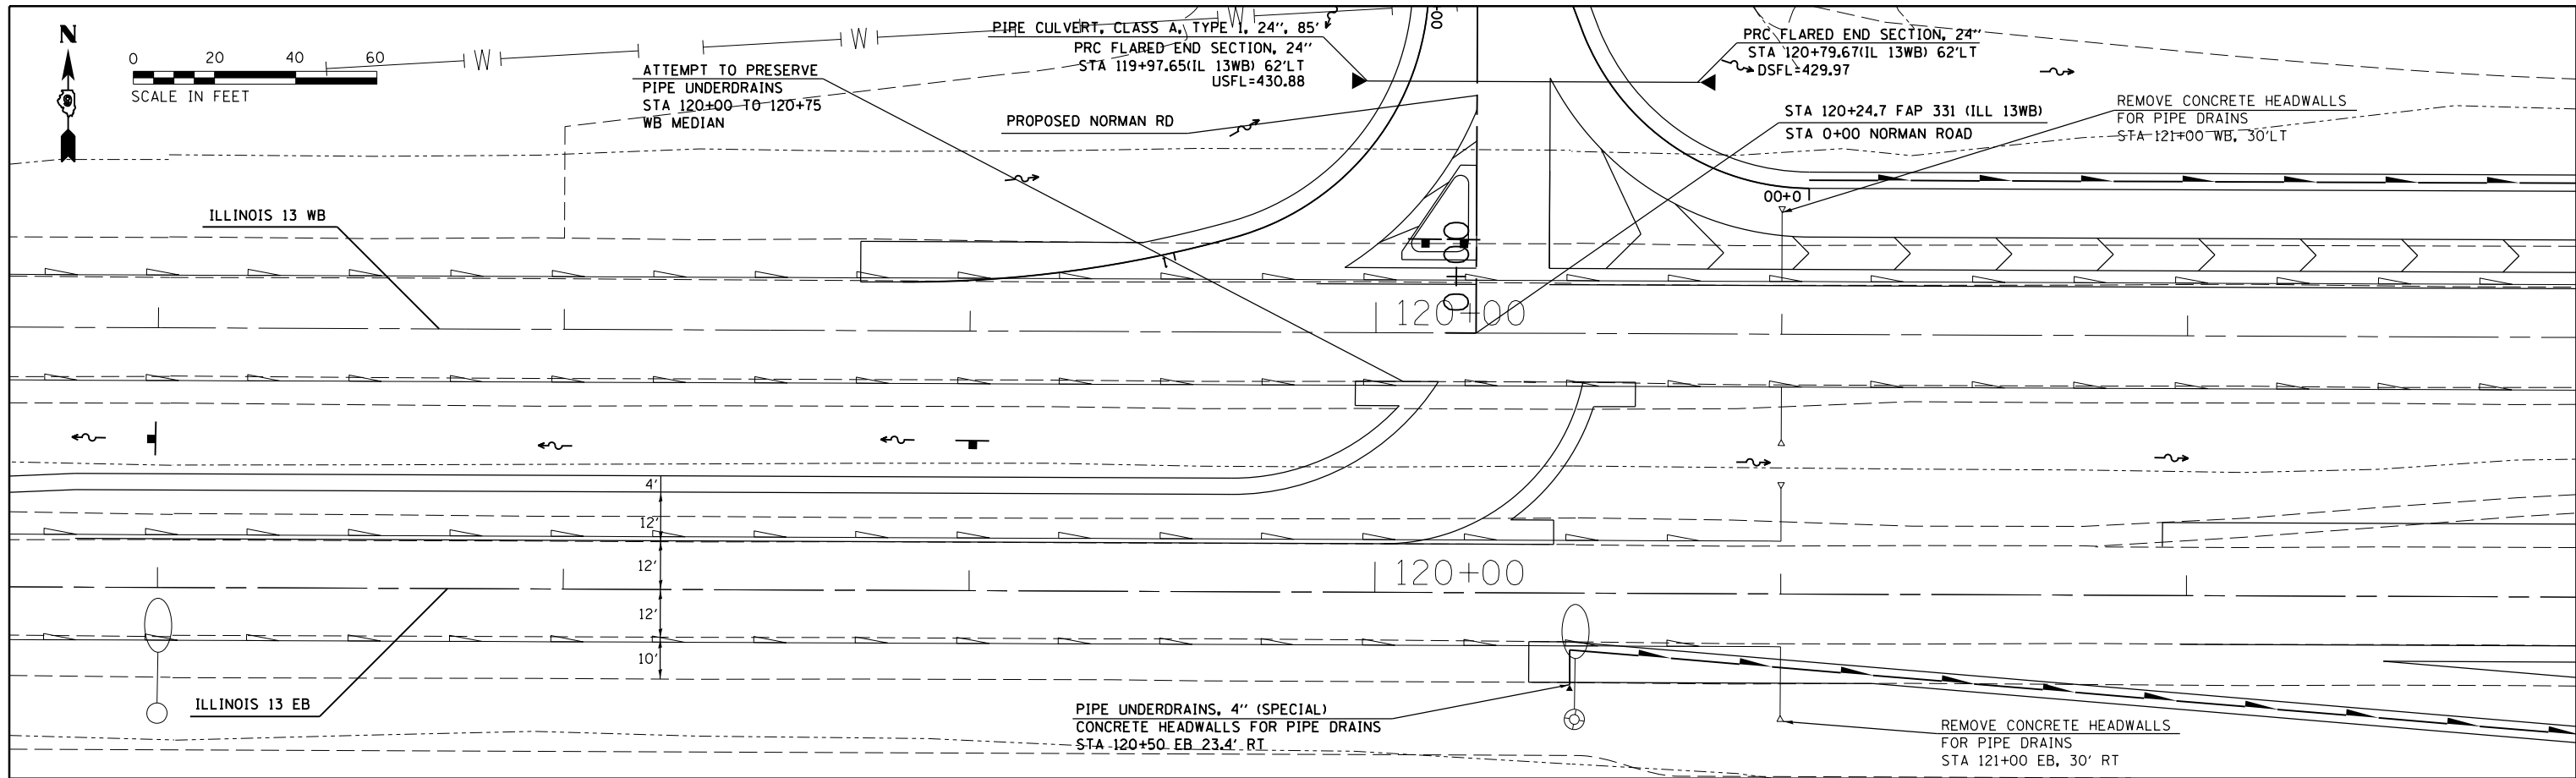 N
0 20 40 60
SCALE IN FEET
W
W
W
ATTEMPT TO PRESERVE
PIPE UNDERDRAINS
STA 120+00 TO 120+75
WB MEDIAN
PIPE CULVERT, CLASS A, TYPE 1, 24", 85'
PRC FLARED END SECTION, 24"
STA 119+97.65(IL 13WB) 62'LT
USFL=430.88
PROPOSED NORMAN RD
PRC FLARED END SECTION, 24"
STA 120+79.67(IL 13WB) 62'LT
DSFL=429.97
STA 120+24.7 FAP 331 (ILL 13WB)
STA 0+00 NORMAN ROAD
REMOVE CONCRETE HEADWALLS
FOR PIPE DRAINS
STA 121+00 WB, 30'LT
00+0
ILLINOIS 13 WB
0+00
120+00
4'
12'
12'
12'
10'
120+00
ILLINOIS 13 EB
PIPE UNDERDRAINS, 4" (SPECIAL)
CONCRETE HEADWALLS FOR PIPE DRAINS
STA 120+50 EB 23.4' RT
REMOVE CONCRETE HEADWALLS
FOR PIPE DRAINS
STA 121+00 EB, 30' RT